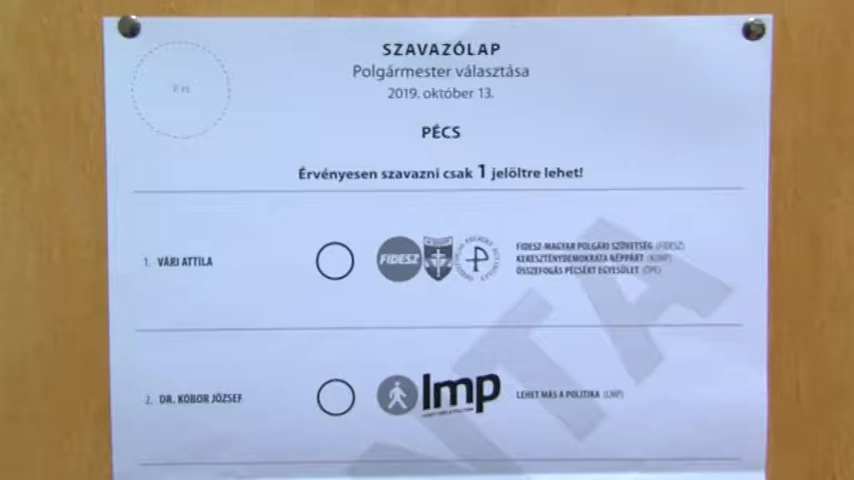 SZAVAZÓLAP
Polgármester választása
2019. október 13.
P. H.
PÉCS
Érvényesen szavazni csak 1 jelöltre lehet!
1. VÁRI ATTILA
FIDESZ
FIDESZ-MAGYAR POLGÁRI SZÖVETSÉG (FIDESZ)
KERESZTÉNYDEMOKRATA NÉPPÁRT (KDNP)
ÖSSZEFOGÁS PÉCSÉRT EGYESÜLET (ÖPE)
2. DR. KÓBOR JÓZSEF
lmp
LEHET MÁS A POLITIKA (LMP)